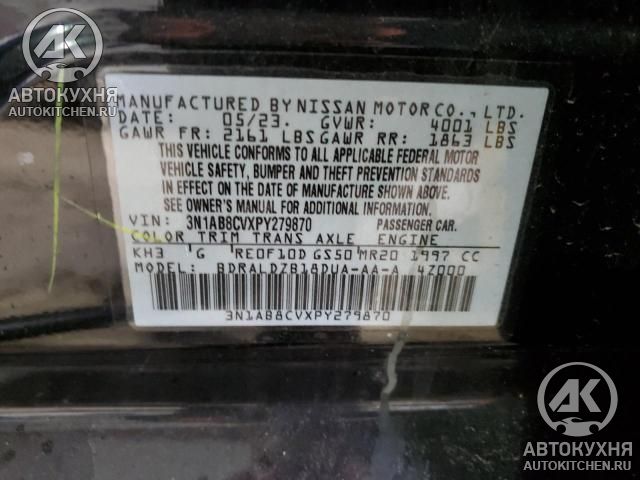 AK
АВТОКУХНЯ
AUTOKITCHEN.RU
MANUFACTURED BY NISSAN MOTOR CO., LTD.
DATE: 05/23. GVWR: 4001 LBS
GAWR FR: 2161 LBS GAWR RR: 1863 LBS
THIS VEHICLE CONFORMS TO ALL APPLICABLE FEDERAL MOTOR
VEHICLE SAFETY, BUMPER AND THEFT PREVENTION STANDARDS
IN EFFECT ON THE DATE OF MANUFACTURE SHOWN ABOVE.
SEE OWNER'S MANUAL FOR ADDITIONAL INFORMATION
VIN: 3N1AB8CVXPY279870 PASSENGER CAR.
COLOR TRIM TRANS AXLE ENGINE
KH3 G RE0F10D GS50 MR20 1997 CC
MODEL: BDRALDZB18DUA-AA-A 4Z000
3N1AB8CVXPY279870
AK
АВТОКУХНЯ
AUTOKITCHEN.RU